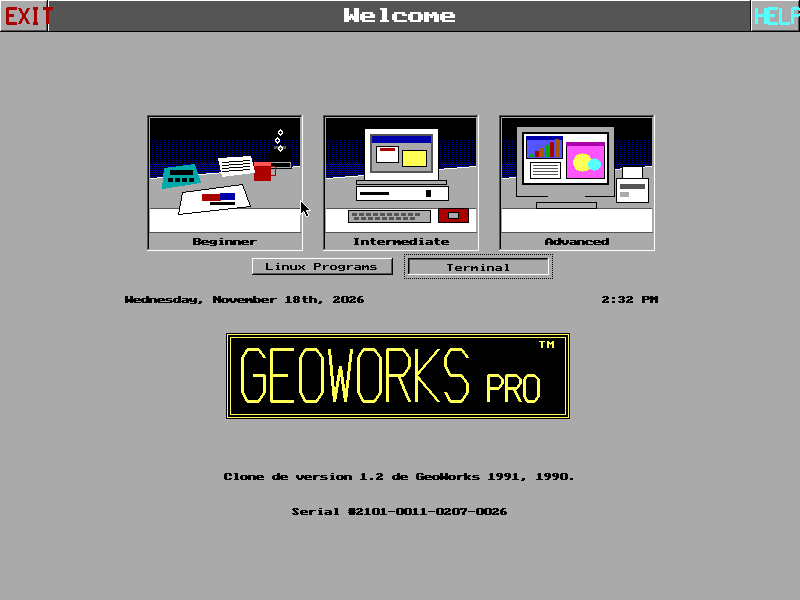 EXIT Welcome HELP
Beginner Intermediate Advanced
Linux Programs Terminal
Wednesday, November 18th, 2026 2:32 PM
GEOWORKS PRO ™
Clone de version 1.2 de GeoWorks 1991, 1990.
Serial #2101-0011-0207-0026